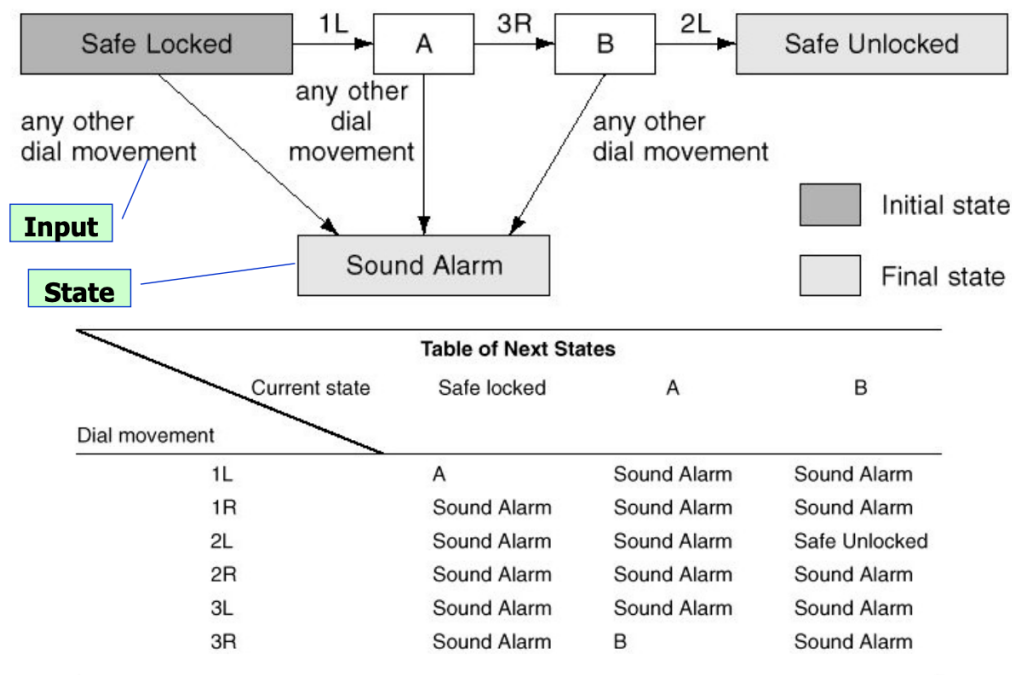 1L 3R 2L
Safe Locked A B Safe Unlocked
any other
dial movement
any other
dial
movement
any other
dial movement
Input
State
Sound Alarm
Initial state
Final state
Table of Next States
Current state Safe locked A B
Dial movement
1L A Sound Alarm Sound Alarm
1R Sound Alarm Sound Alarm Sound Alarm
2L Sound Alarm Sound Alarm Safe Unlocked
2R Sound Alarm Sound Alarm Sound Alarm
3L Sound Alarm Sound Alarm Sound Alarm
3R Sound Alarm B Sound Alarm